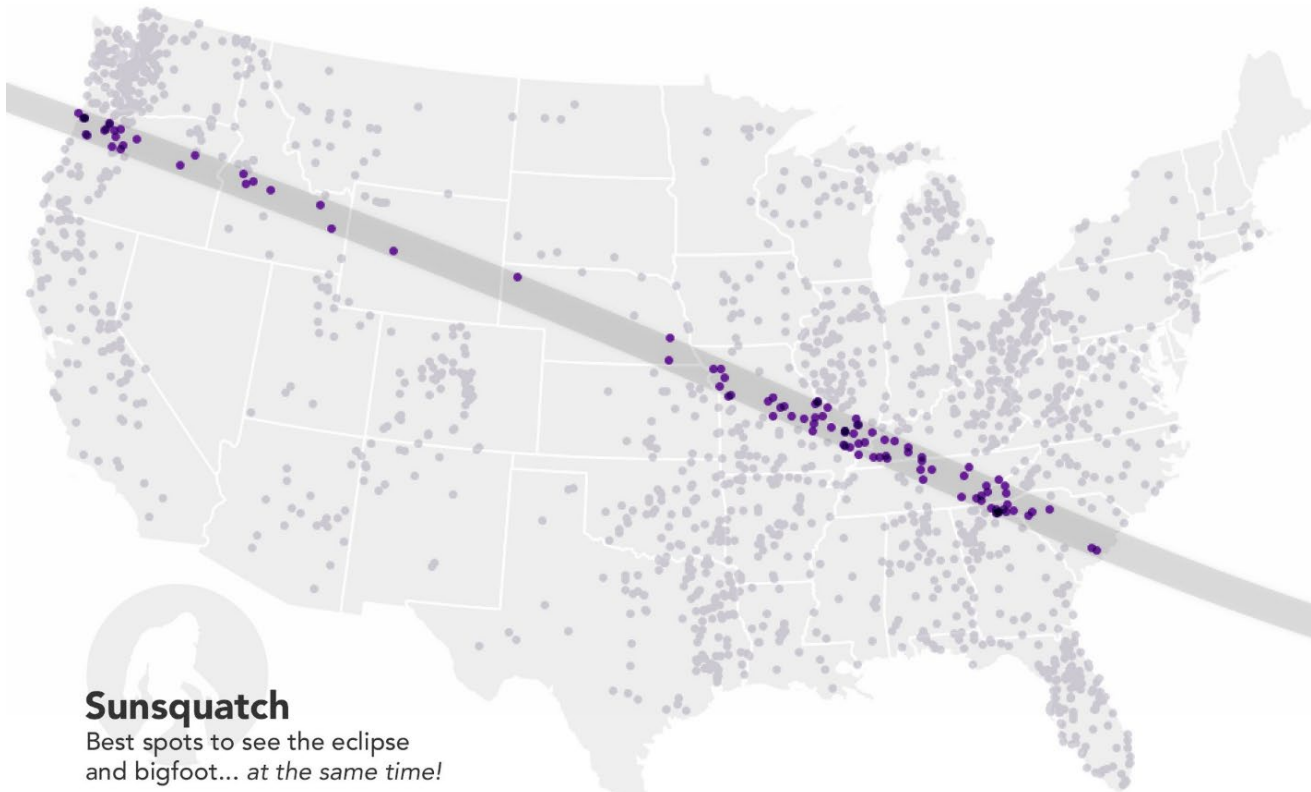 Sunsquatch
Best spots to see the eclipse
and bigfoot... at the same time!